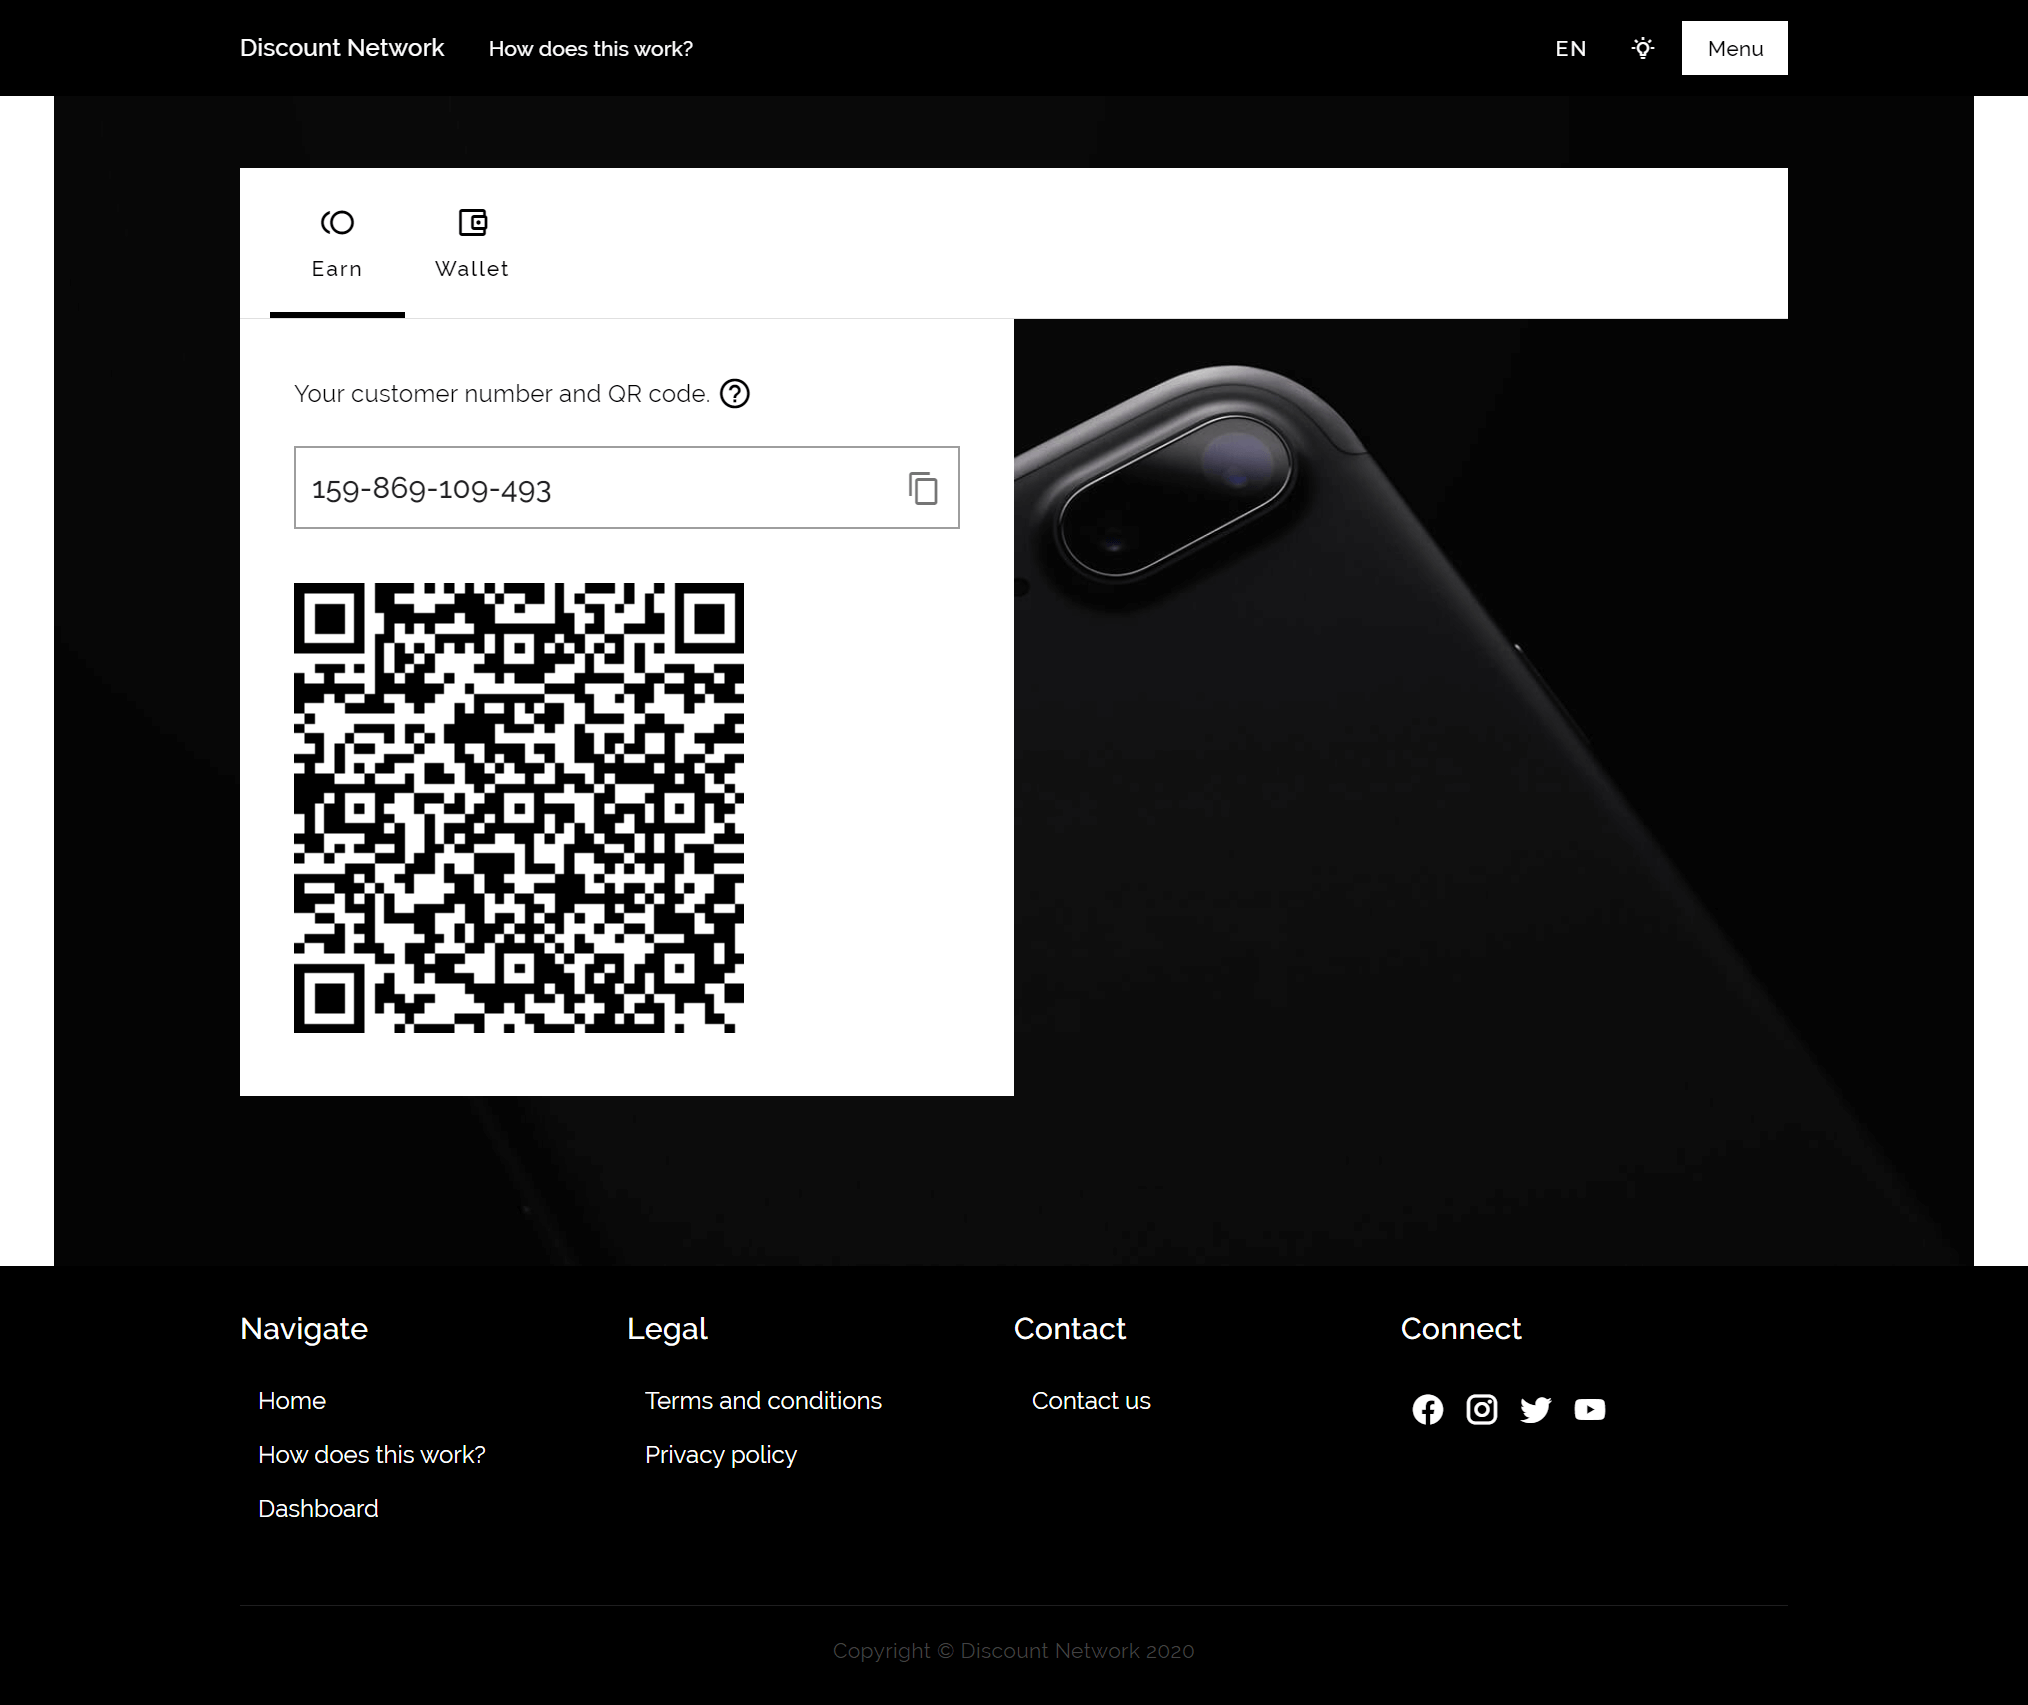 Discount Network
How does this work?
EN
Menu
Earn
Wallet
Your customer number and QR code.
159-869-109-493
Navigate
Home
How does this work?
Dashboard
Legal
Terms and conditions
Privacy policy
Contact
Contact us
Connect
Copyright © Discount Network 2020